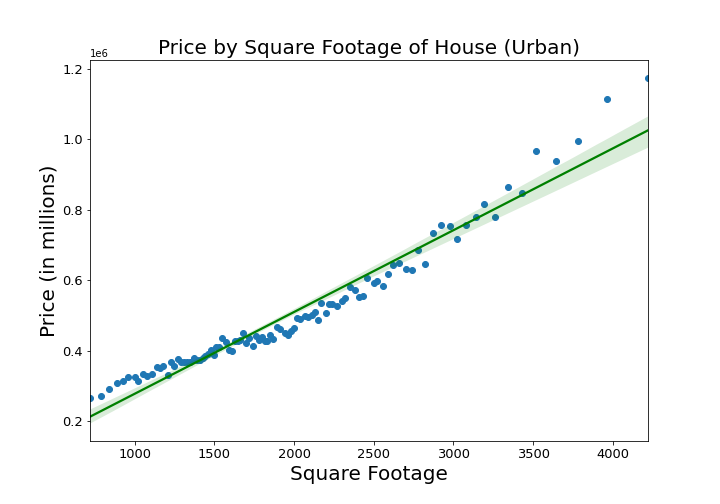 Price by Square Footage of House (Urban)
1e6
1.2
1.0
0.8
0.6
0.4
0.2
Price (in millions)
1000 1500 2000 2500 3000 3500 4000
Square Footage